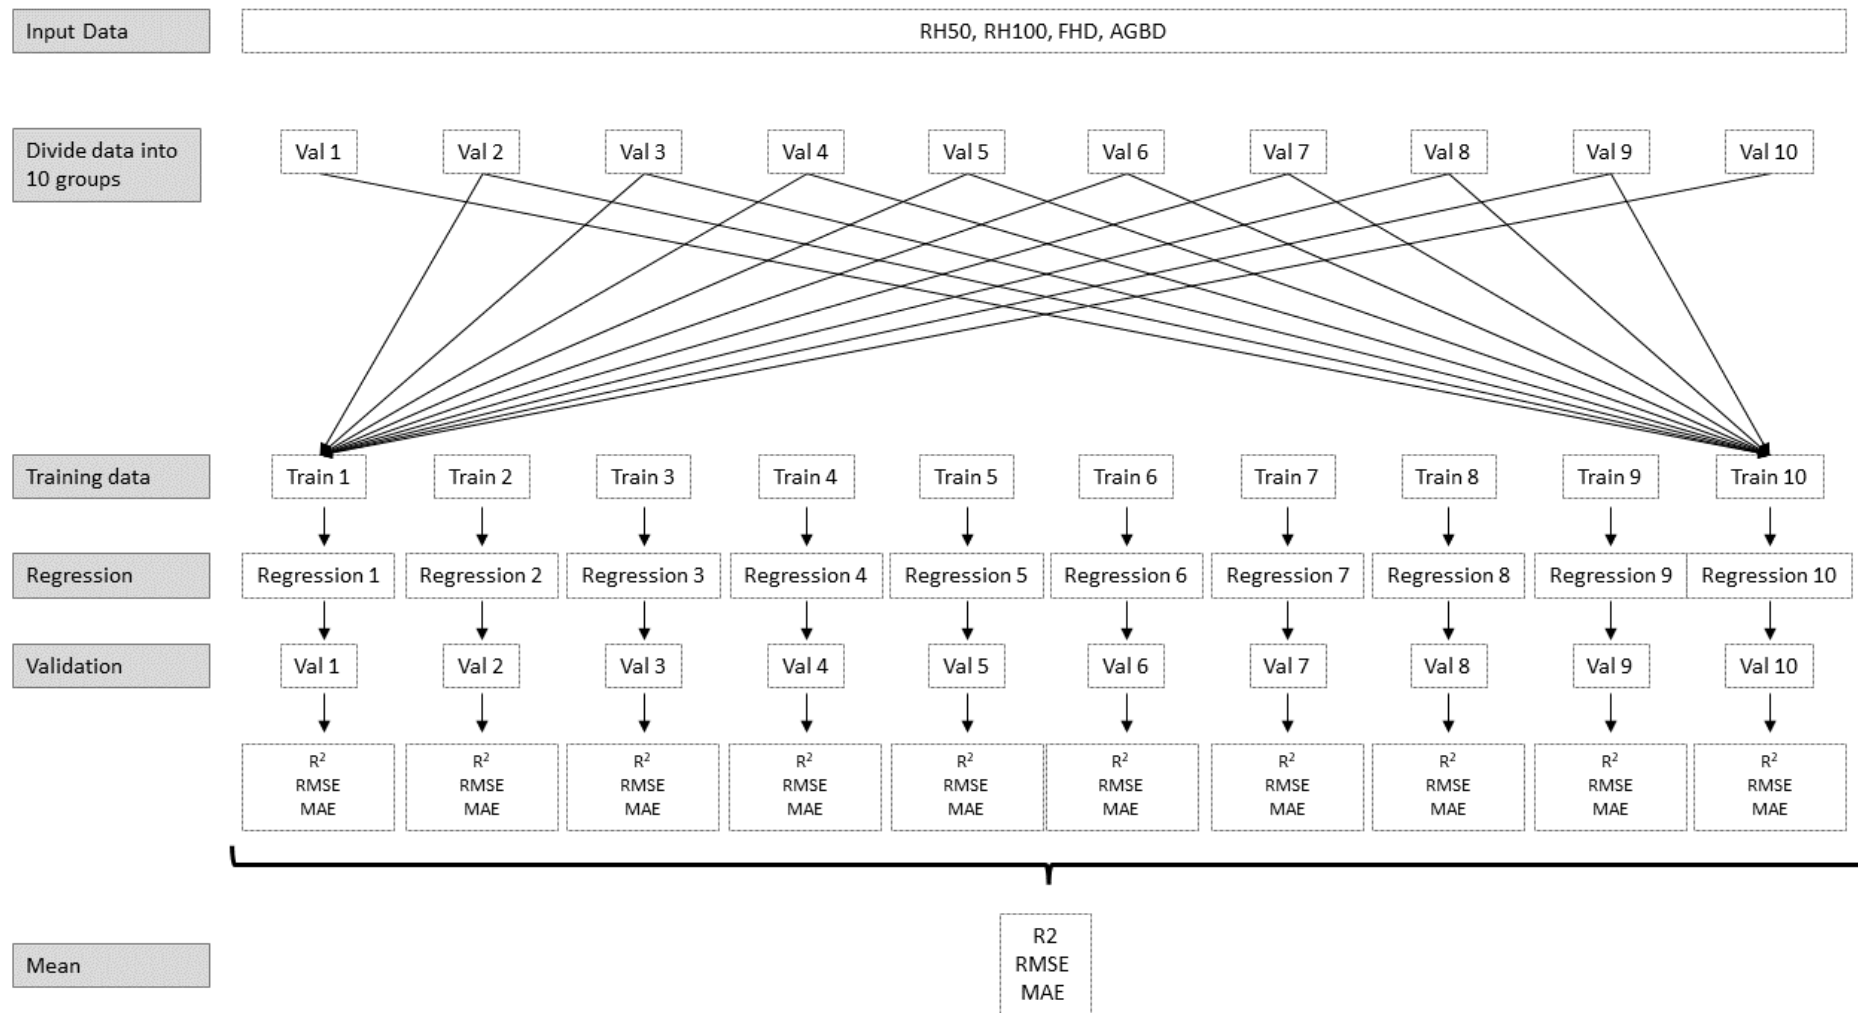 Input Data
RH50, RH100, FHD, AGBD
Divide data into
10 groups
Val 1
Val 2
Val 3
Val 4
Val 5
Val 6
Val 7
Val 8
Val 9
Val 10
Training data
Train 1
Train 2
Train 3
Train 4
Train 5
Train 6
Train 7
Train 8
Train 9
Train 10
Regression
Regression 1
Regression 2
Regression 3
Regression 4
Regression 5
Regression 6
Regression 7
Regression 8
Regression 9
Regression 10
Validation
Val 1
Val 2
Val 3
Val 4
Val 5
Val 6
Val 7
Val 8
Val 9
Val 10
R²
RMSE
MAE
R²
RMSE
MAE
R²
RMSE
MAE
R²
RMSE
MAE
R²
RMSE
MAE
R²
RMSE
MAE
R²
RMSE
MAE
R²
RMSE
MAE
R²
RMSE
MAE
R²
RMSE
MAE
Mean
R2
RMSE
MAE